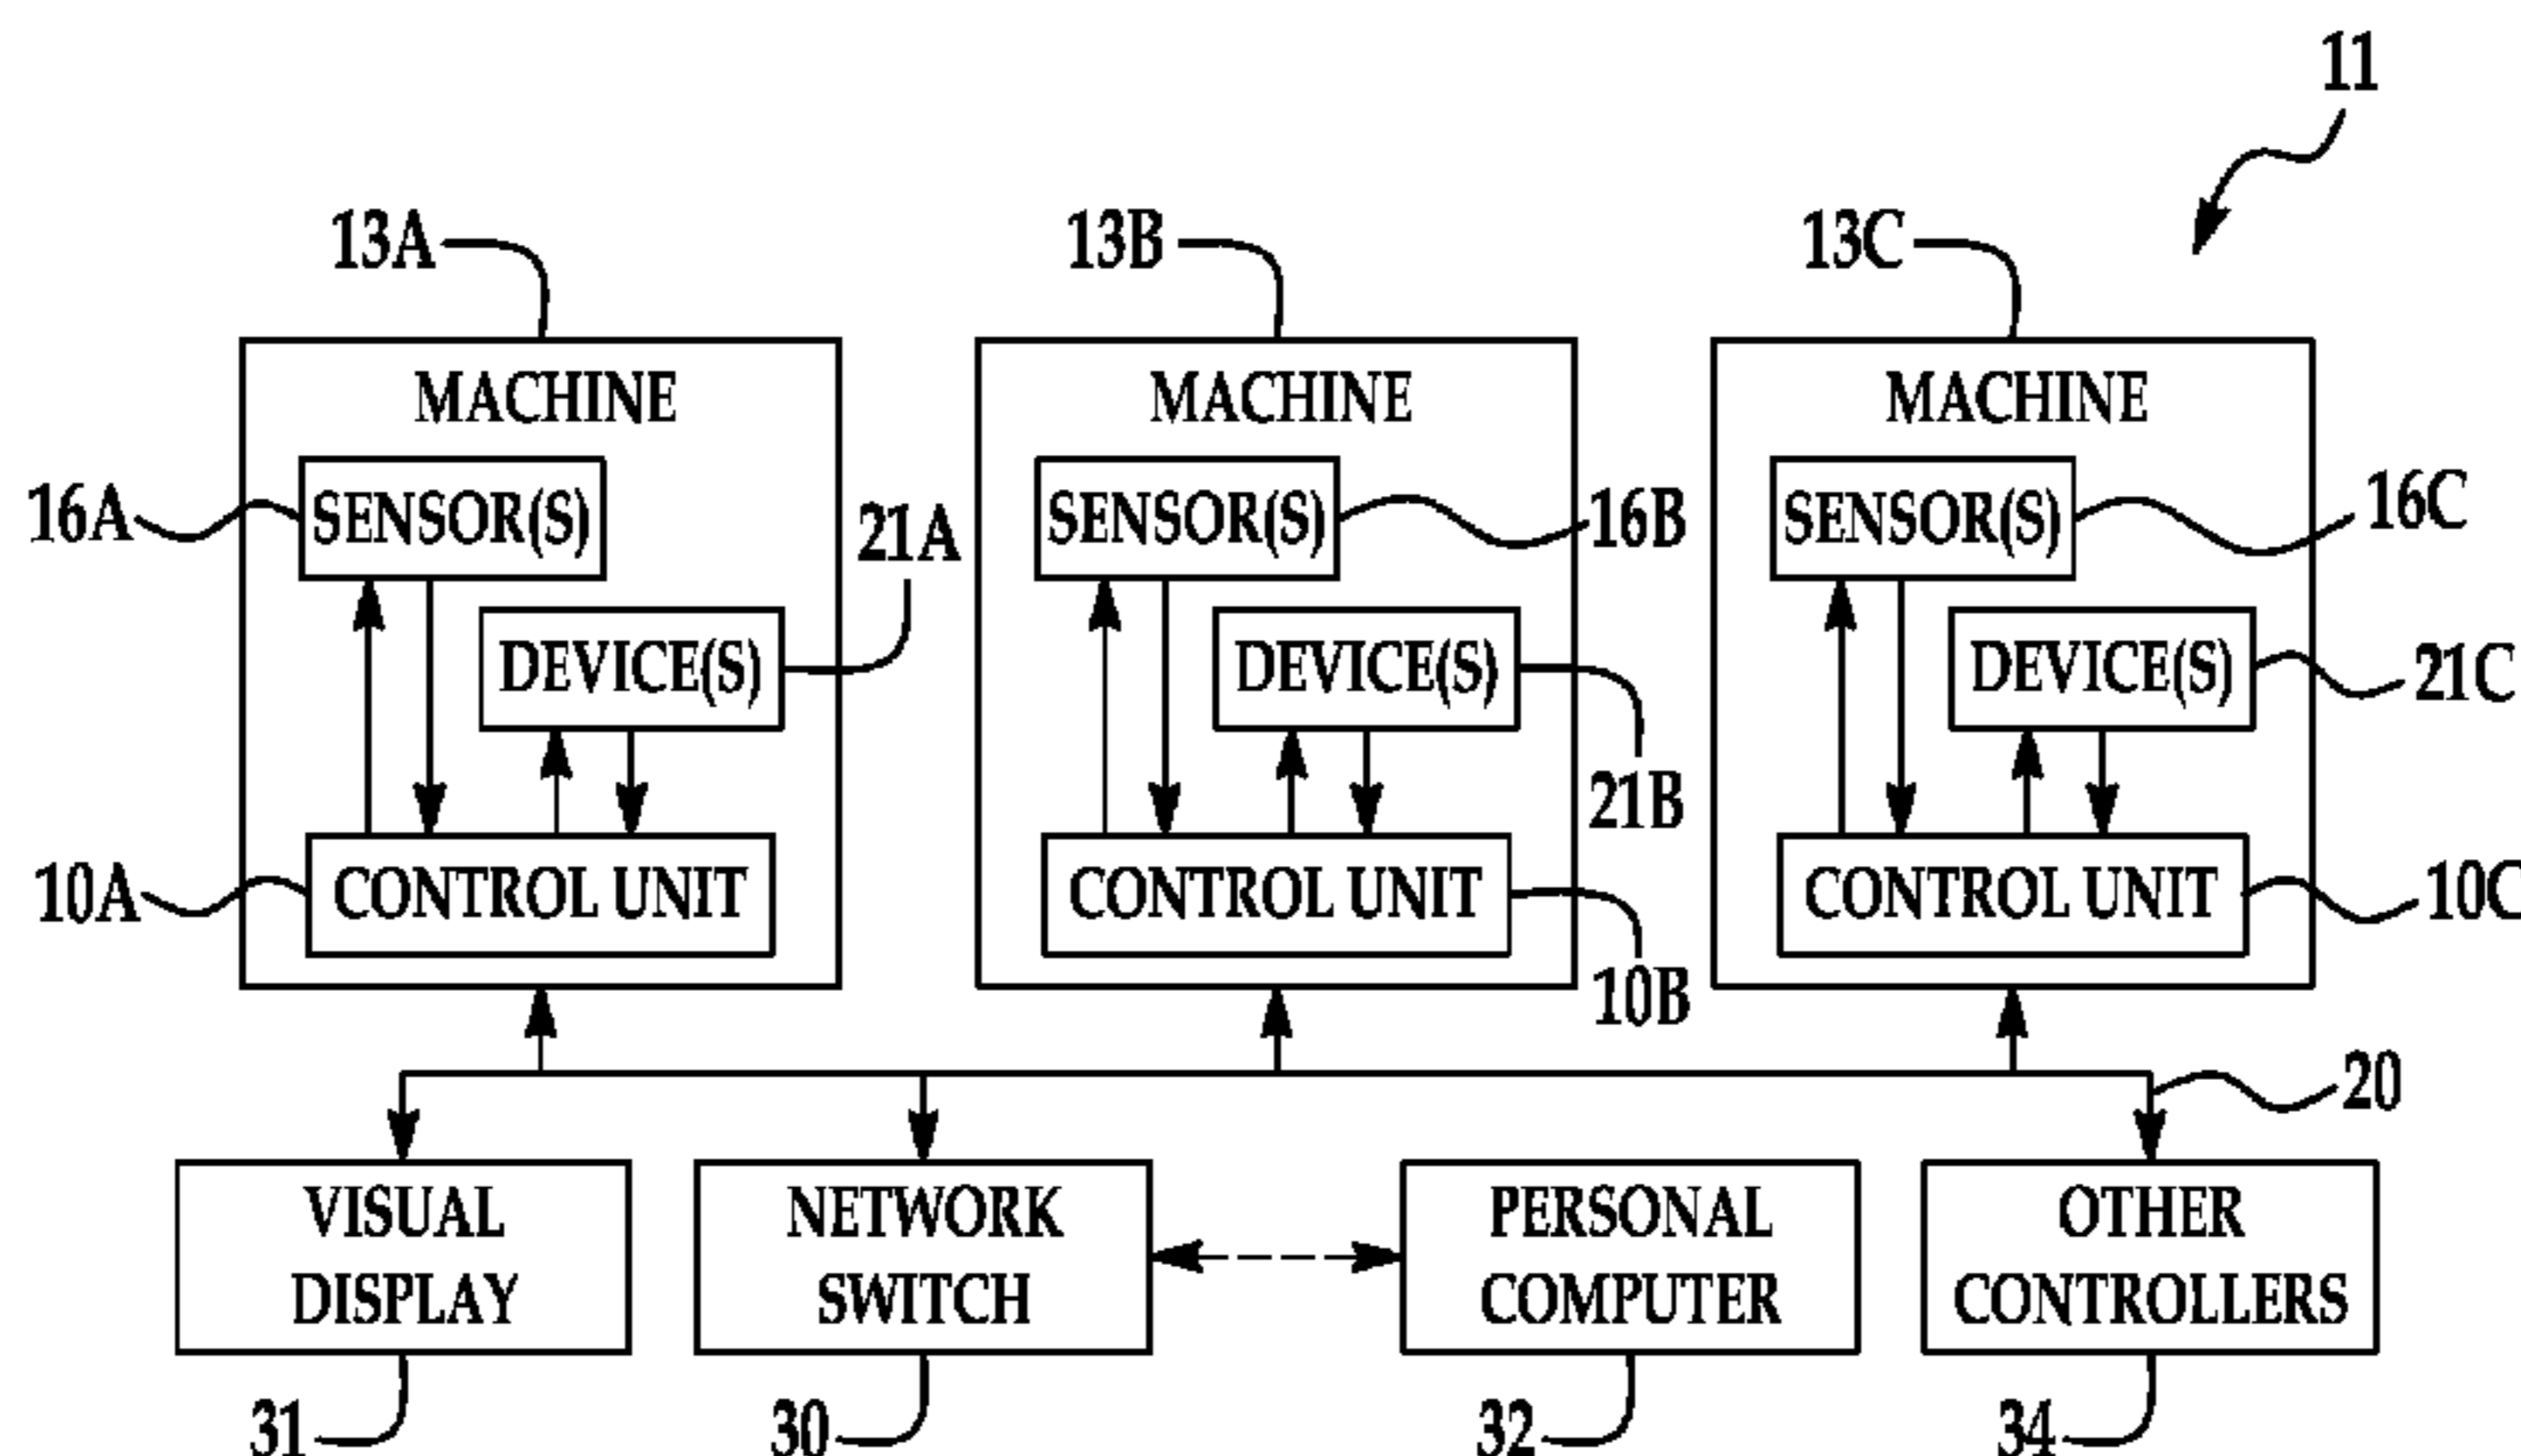 11
13A
13B
13C
MACHINE
MACHINE
MACHINE
16A
SENSOR(S)
21A
SENSOR(S)
16B
SENSOR(S)
16C
DEVICE(S)
DEVICE(S)
21B
DEVICE(S)
21C
10A
CONTROL UNIT
CONTROL UNIT
10B
CONTROL UNIT
10C
20
VISUAL
DISPLAY
NETWORK
SWITCH
PERSONAL
COMPUTER
OTHER
CONTROLLERS
31
30
32
34